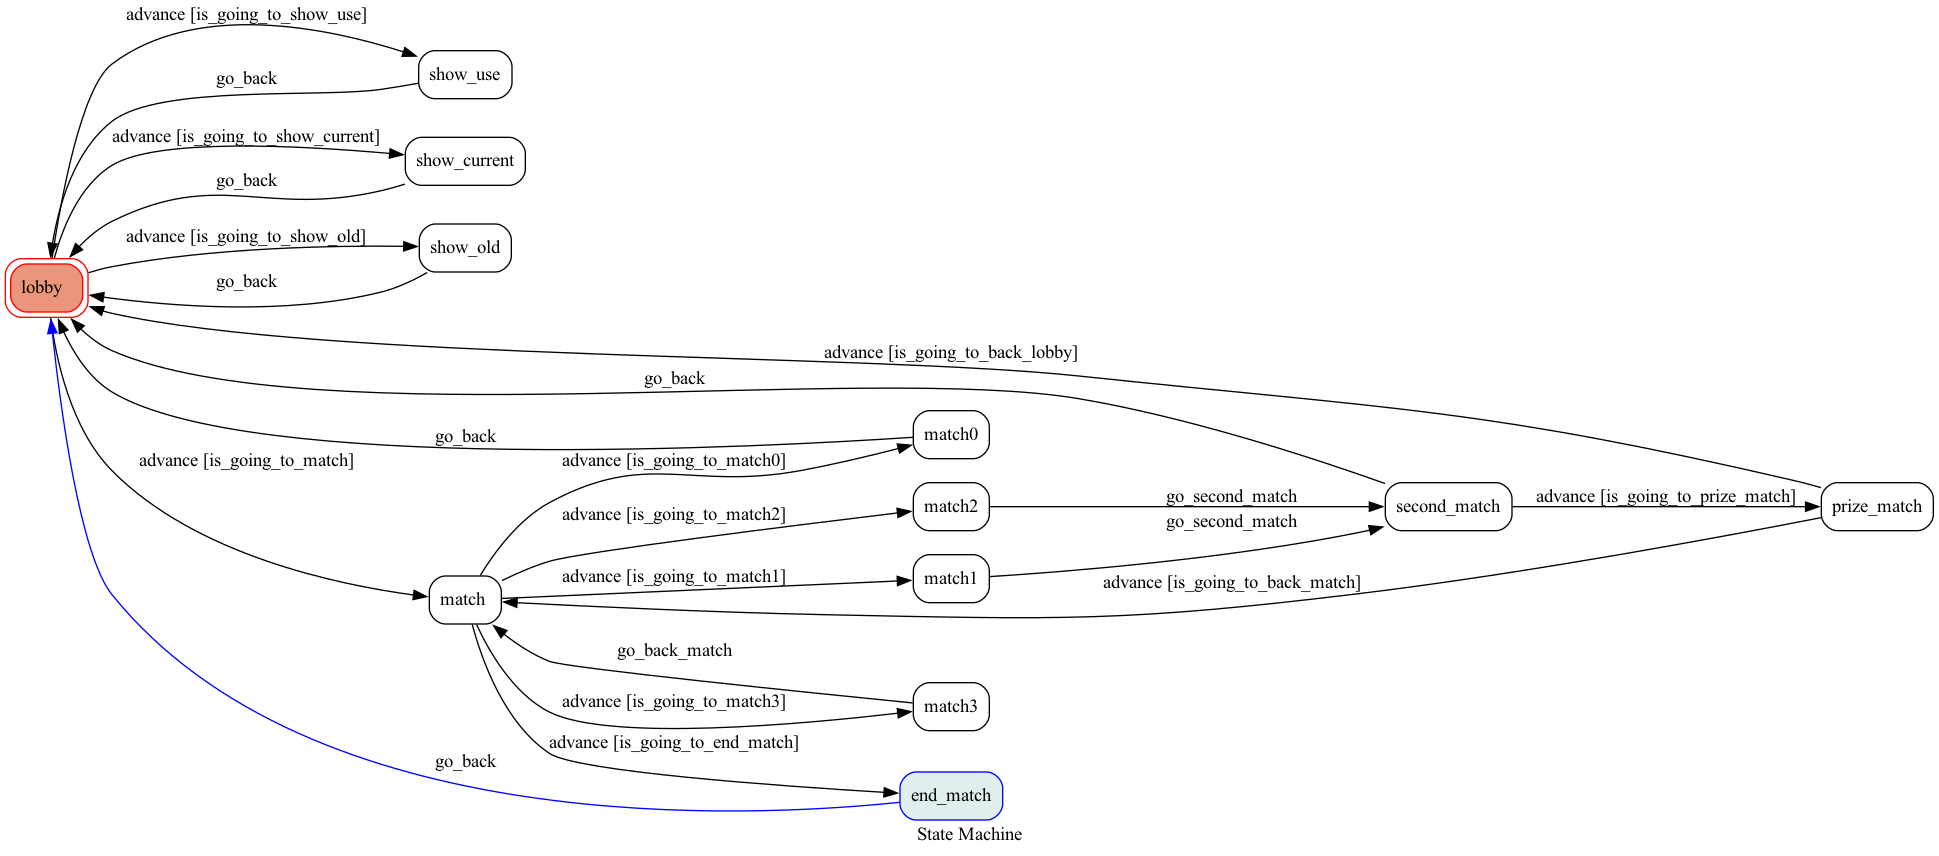 advance [is_going_to_show_use]
show_use
go_back
advance [is_going_to_show_current]
show_current
go_back
advance [is_going_to_show_old]
show_old
go_back
lobby
advance [is_going_to_back_lobby]
go_back
go_back
match0
advance [is_going_to_match]
advance [is_going_to_match0]
advance [is_going_to_match2]
match2
go_second_match
second_match
advance [is_going_to_prize_match]
prize_match
go_second_match
advance [is_going_to_match1]
match1
advance [is_going_to_back_match]
match
go_back_match
advance [is_going_to_match3]
match3
advance [is_going_to_end_match]
go_back
end_match
State Machine